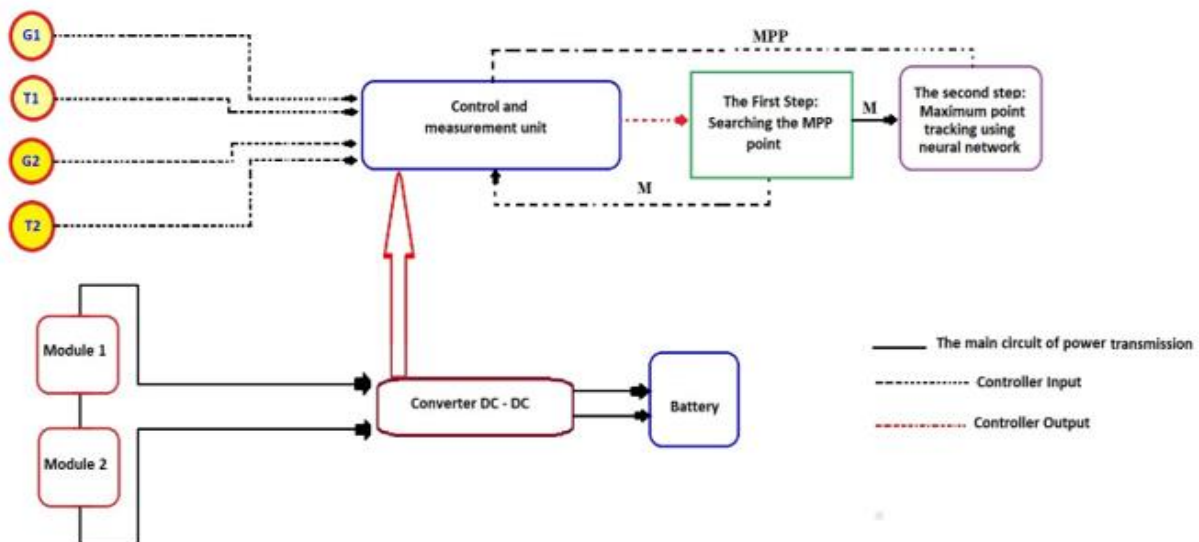 G1
T1
G2
T2
Control and
measurement unit
MPP
The First Step:
Searching the MPP
point
M
The second step:
Maximum point
tracking using
neural network
M
Module 1
Module 2
Converter DC - DC
Battery
The main circuit of power transmission
Controller Input
Controller Output